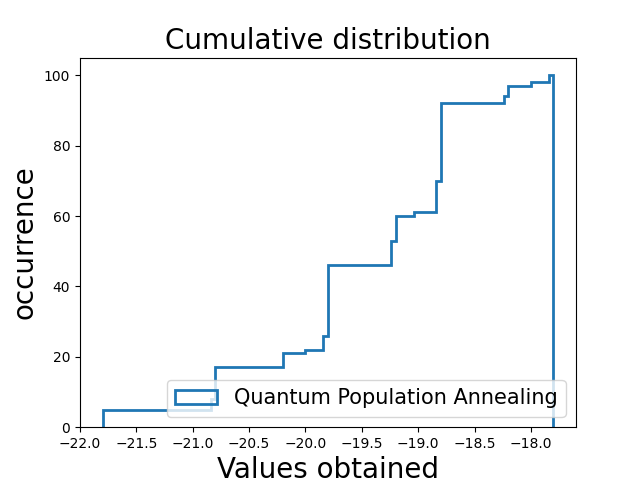 Cumulative distribution
100
80
60
40
20
0
occurrence
Quantum Population Annealing
−22.0 −21.5 −21.0 −20.5 −20.0 −19.5 −19.0 −18.5 −18.0
Values obtained